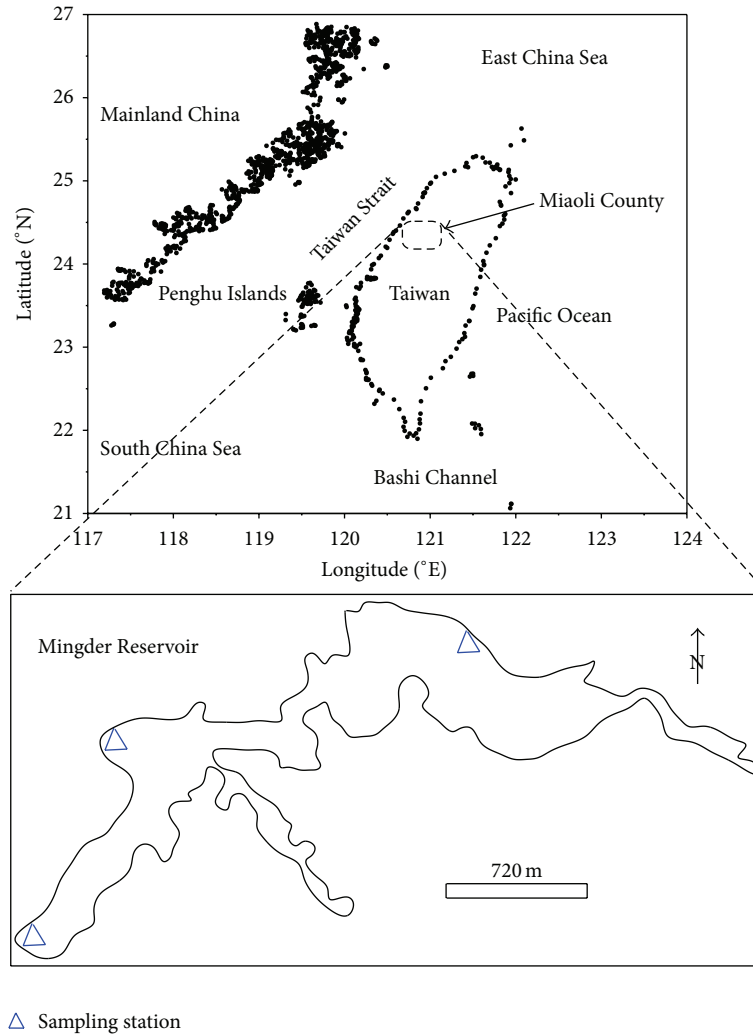 27
26
25
24
23
22
21
117
118
119
120
121
122
123
124
Latitude (°N)
Longitude (°E)
East China Sea
Mainland China
Taiwan Strait
Miaoli County
Penghu Islands
Taiwan
Pacific Ocean
South China Sea
Bashi Channel
Mingder Reservoir
N
720 m
Sampling station